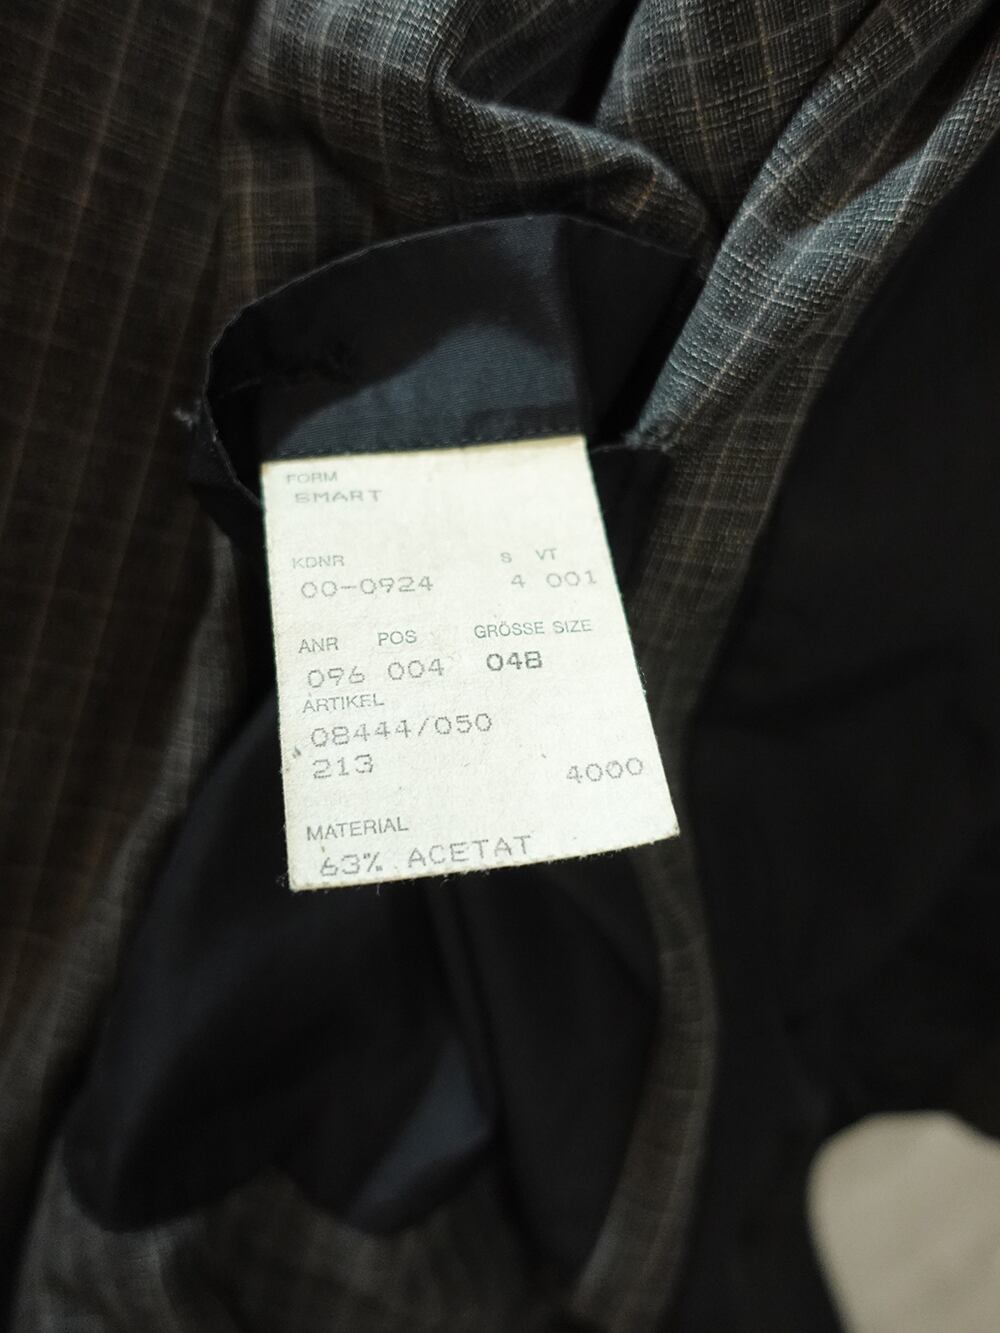 FORM
SMART
KDNR S VT
00-0924 4 001
ANR POS GRÖSSE SIZE
096 004 048
ARTIKEL
08444/050
213 4000
MATERIAL
63% ACETAT